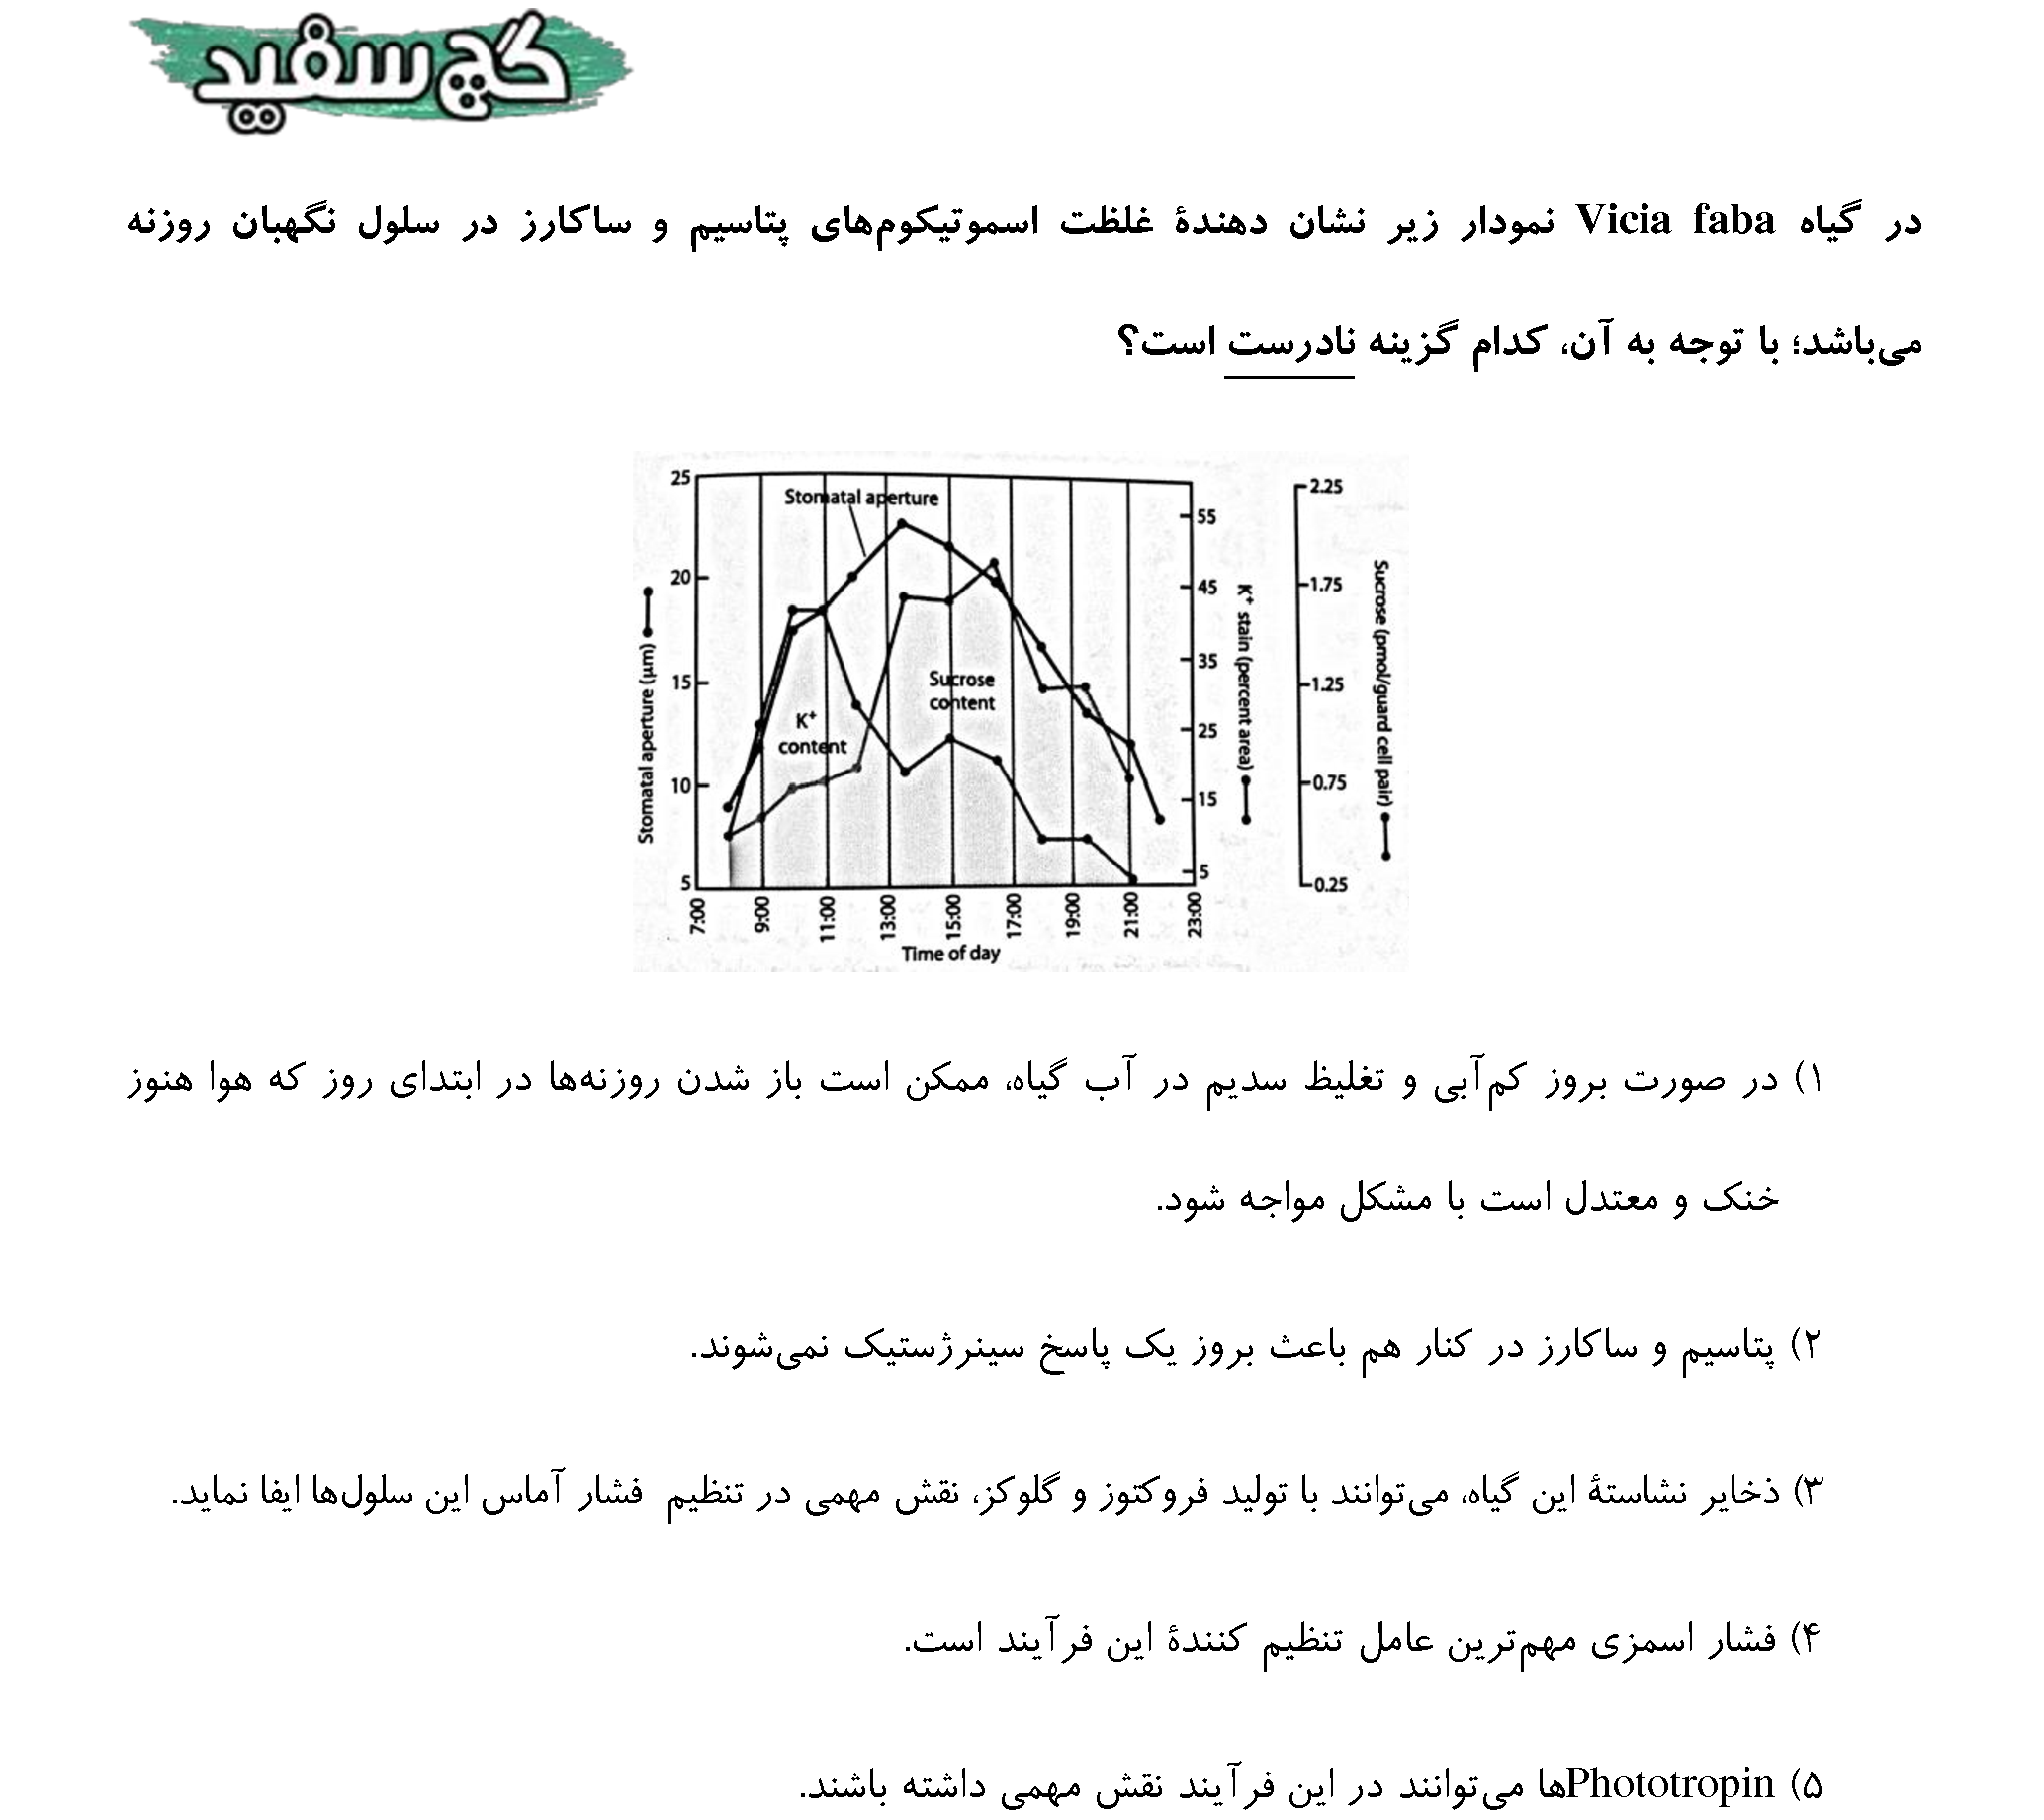 گچ سفید
در گیاه Vicia faba نمودار زیر نشان دهندهٔ غلظت اسموتیکوم‌های پتاسیم و ساکارز در سلول نگهبان روزنه
می‌باشد؛ با توجه به آن، کدام گزینه نادرست است؟
25
20
15
10
5
Stomatal aperture (μm)
Stomatal aperture
K⁺
content
Sucrose
content
55
45
35
25
15
5
K⁺ stain (percent area)
2.25
1.75
1.25
0.75
0.25
Sucrose (pmol/guard cell pair)
7:00 9:00 11:00 13:00 15:00 17:00 19:00 21:00 23:00
Time of day
۱) در صورت بروز کم‌آبی و تغلیظ سدیم در آب گیاه، ممکن است باز شدن روزنه‌ها در ابتدای روز که هوا هنوز
خنک و معتدل است با مشکل مواجه شود.
۲) پتاسیم و ساکارز در کنار هم باعث بروز یک پاسخ سینرژستیک نمی‌شوند.
۳) ذخایر نشاستهٔ این گیاه، می‌توانند با تولید فروکتوز و گلوکز، نقش مهمی در تنظیم فشار آماس این سلول‌ها ایفا نماید.
۴) فشار اسمزی مهم‌ترین عامل تنظیم کنندهٔ این فرآیند است.
۵) Phototropinها می‌توانند در این فرآیند نقش مهمی داشته باشند.